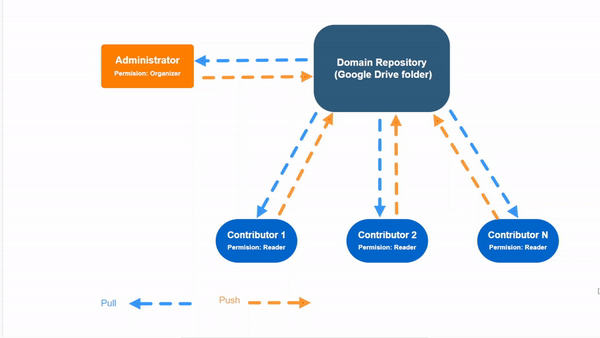 Administrator
Permision: Organizer
Domain Repository
(Google Drive folder)
Contributor 1
Permision: Reader
Contributor 2
Permision: Reader
Contributor N
Permision: Reader
Pull
Push